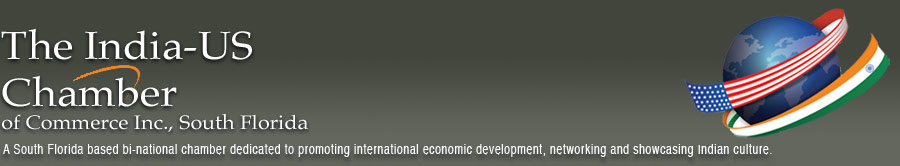 The India-US
Chamber
of Commerce Inc., South Florida
A South Florida based bi-national chamber dedicated to promoting international economic development, networking and showcasing Indian culture.